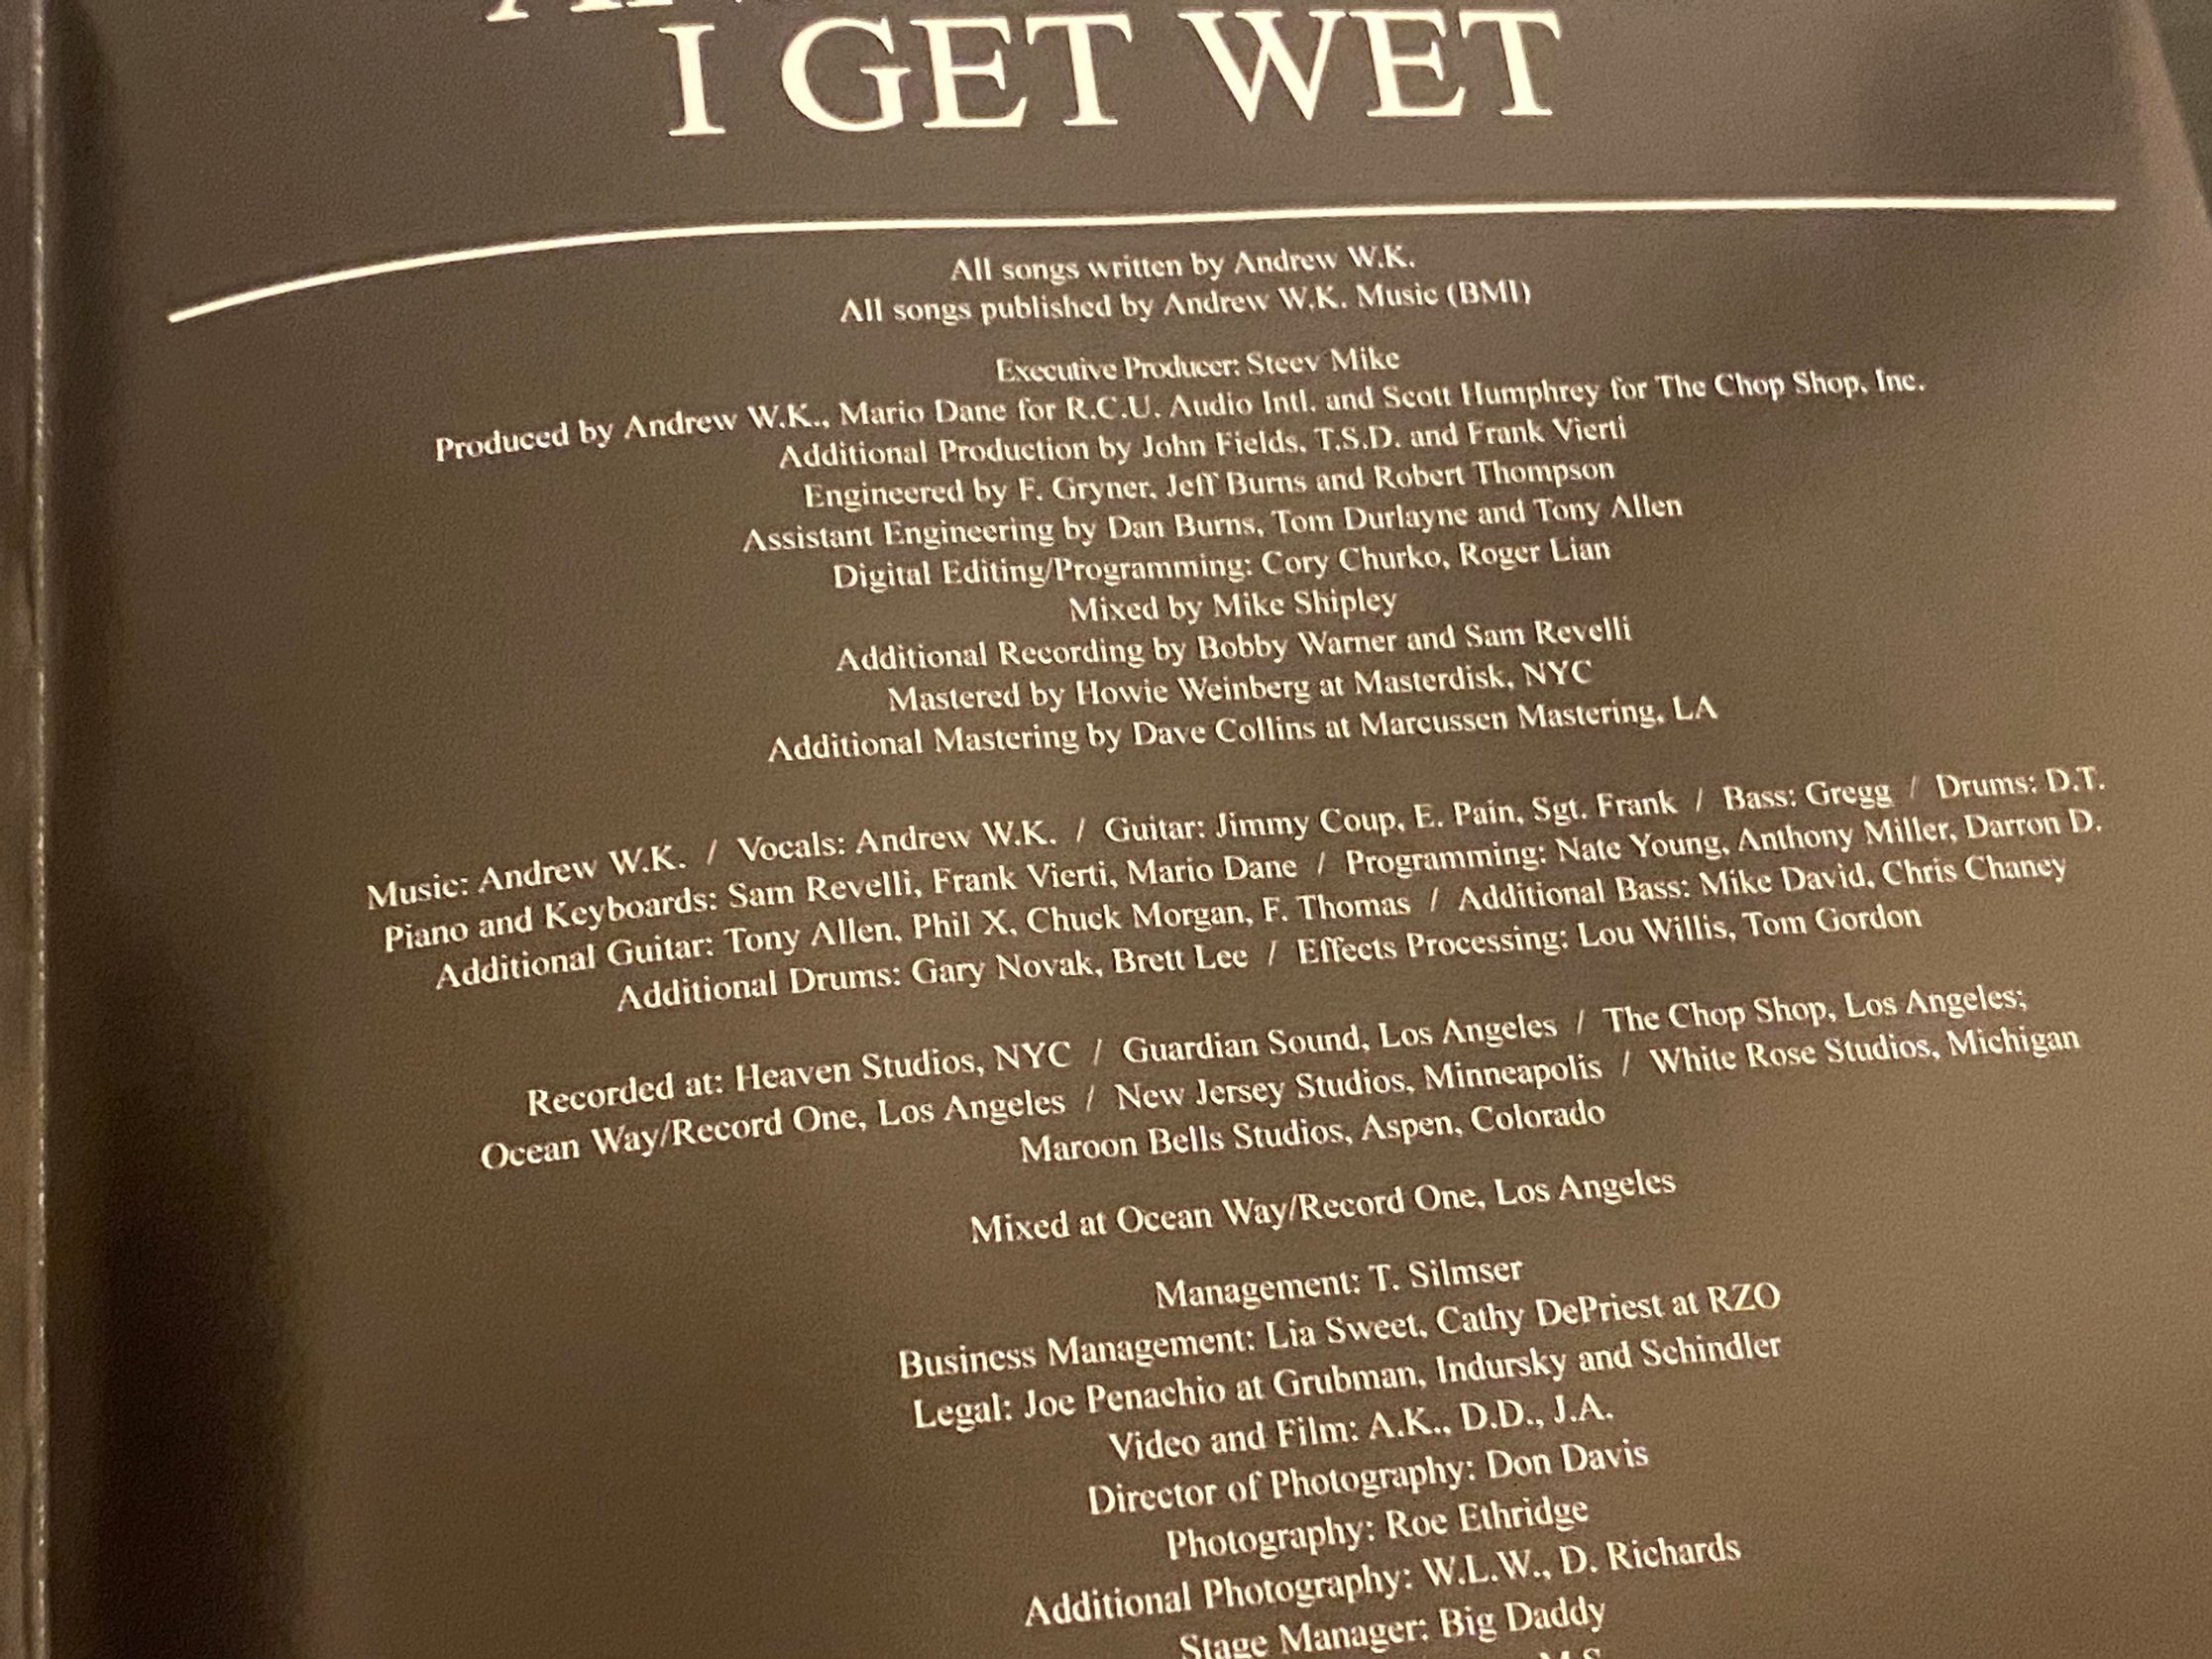 I GET WET
All songs written by Andrew W.K.
All songs published by Andrew W.K. Music (BMI)
Executive Producer: Steev Mike
Produced by Andrew W.K., Mario Dane for R.C.U. Audio Intl. and Scott Humphrey for The Chop Shop, Inc.
Additional Production by John Fields, T.S.D. and Frank Vierti
Engineered by F. Gryner, Jeff Burns and Robert Thompson
Assistant Engineering by Dan Burns, Tom Durlayne and Tony Allen
Digital Editing/Programming: Cory Churko, Roger Lian
Mixed by Mike Shipley
Additional Recording by Bobby Warner and Sam Revelli
Mastered by Howie Weinberg at Masterdisk, NYC
Additional Mastering by Dave Collins at Marcussen Mastering, LA
Music: Andrew W.K. / Vocals: Andrew W.K. / Guitar: Jimmy Coup, E. Pain, Sgt. Frank / Bass: Gregg / Drums: D.T.
Piano and Keyboards: Sam Revelli, Frank Vierti, Mario Dane / Programming: Nate Young, Anthony Miller, Darron D.
Additional Guitar: Tony Allen, Phil X, Chuck Morgan, F. Thomas / Additional Bass: Mike David, Chris Chaney
Additional Drums: Gary Novak, Brett Lee / Effects Processing: Lou Willis, Tom Gordon
Recorded at: Heaven Studios, NYC / Guardian Sound, Los Angeles / The Chop Shop, Los Angeles;
Ocean Way/Record One, Los Angeles / New Jersey Studios, Minneapolis / White Rose Studios, Michigan
Maroon Bells Studios, Aspen, Colorado
Mixed at Ocean Way/Record One, Los Angeles
Management: T. Silmser
Business Management: Lia Sweet, Cathy DePriest at RZO
Legal: Joe Penachio at Grubman, Indursky and Schindler
Video and Film: A.K., D.D., J.A.
Director of Photography: Don Davis
Photography: Roe Ethridge
Additional Photography: W.L.W., D. Richards
Stage Manager: Big Daddy